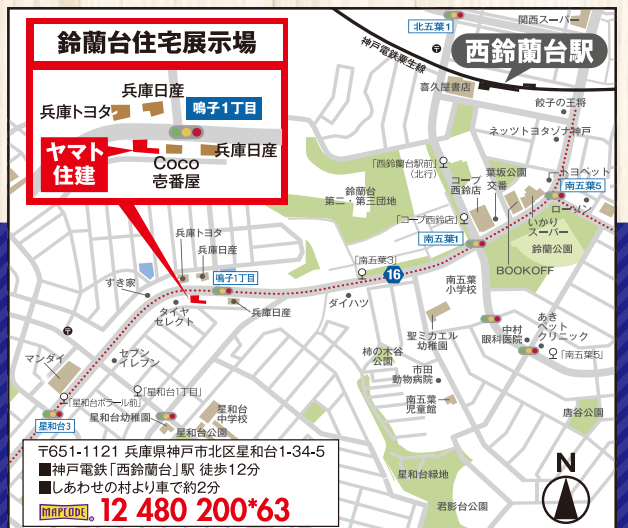 鈴蘭台住宅展示場
兵庫日産
兵庫トヨタ
鳴子1丁目
ヤマト
住建
Coco
壱番屋
兵庫日産
北五葉1
関西スーパー
神戸電鉄粟生線
西鈴蘭台駅
喜久屋書店
餃子の王将
ネッツトヨタゾナ神戸
「西鈴蘭台駅前」
(北行)
コープ
西鈴店
葉坂公園
交番
トヨペット
南五葉5
鈴蘭台
第二・第三団地
「コープ西鈴店」
ローソン
いかり
スーパー
南五葉1
鈴蘭公園
BOOKOFF
兵庫トヨタ
兵庫日産
「南五葉3」
16
南五葉
小学校
鳴子1丁目
すき家
タイヤ
セレクト
兵庫日産
ダイハツ
聖ミカエル
幼稚園
中村
眼科医院
あき
ペット
クリニック
「南五葉5」
マンダイ
セブン
イレブン
柿の木谷
公園
市田
動物病院
「星和台1丁目」
「星和台ポラール前」
南五葉
児童館
星和台3
星和台幼稚園
星和台
中学校
星和台公園
唐谷公園
星和台緑地
君影台公園
N
〒651-1121 兵庫県神戸市北区星和台1-34-5
■神戸電鉄「西鈴蘭台」駅 徒歩12分
■しあわせの村より車で約2分
MAPCODE® 12 480 200*63